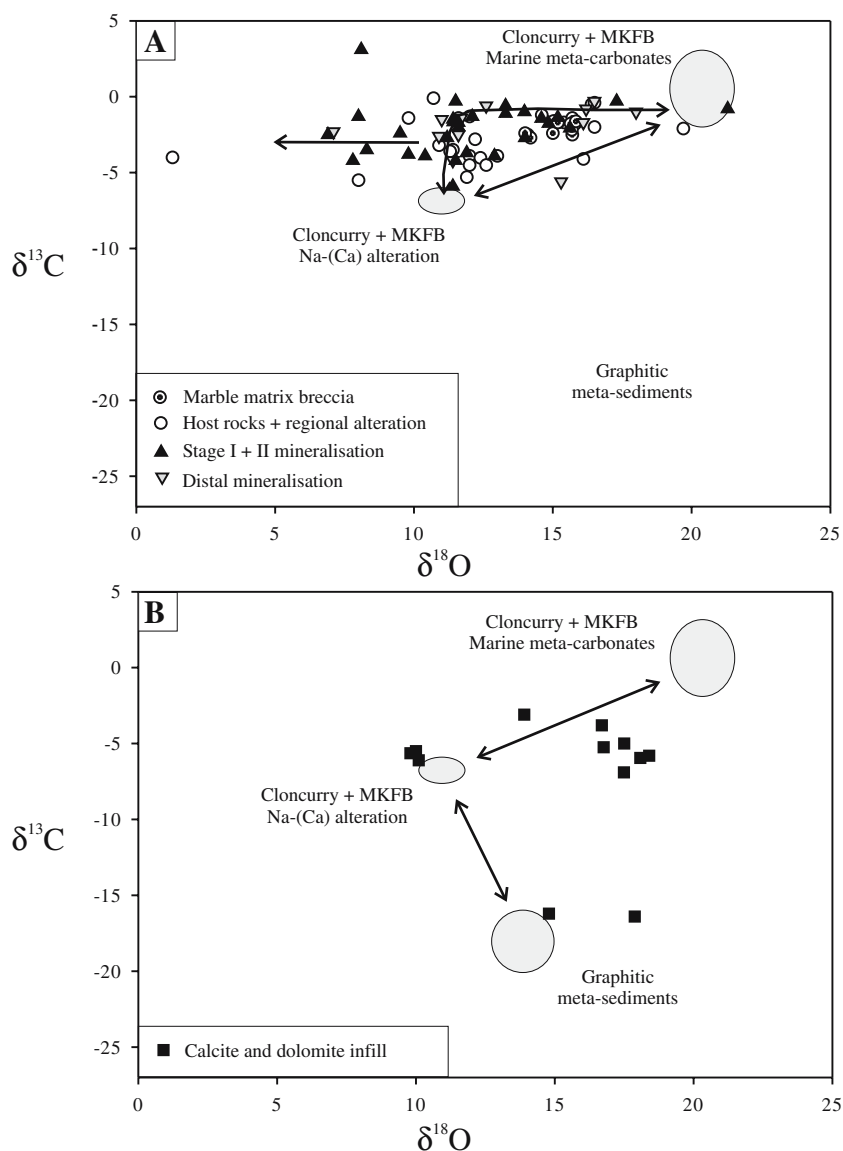 A
5
0
-5
-10
-15
-20
-25
δ¹³C
Cloncurry + MKFB
Marine meta-carbonates
Cloncurry + MKFB
Na-(Ca) alteration
Graphitic
meta-sediments
Marble matrix breccia
Host rocks + regional alteration
Stage I + II mineralisation
Distal mineralisation
0 5 10 15 20 25
δ¹⁸O
B
5
0
-5
-10
-15
-20
-25
δ¹³C
Cloncurry + MKFB
Marine meta-carbonates
Cloncurry + MKFB
Na-(Ca) alteration
Graphitic
meta-sediments
Calcite and dolomite infill
0 5 10 15 20 25
δ¹⁸O